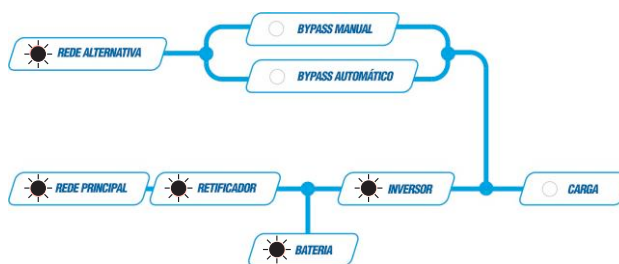 BYPASS MANUAL
REDE ALTERNATIVA
BYPASS AUTOMÁTICO
REDE PRINCIPAL
RETIFICADOR
INVERSOR
CARGA
BATERIA